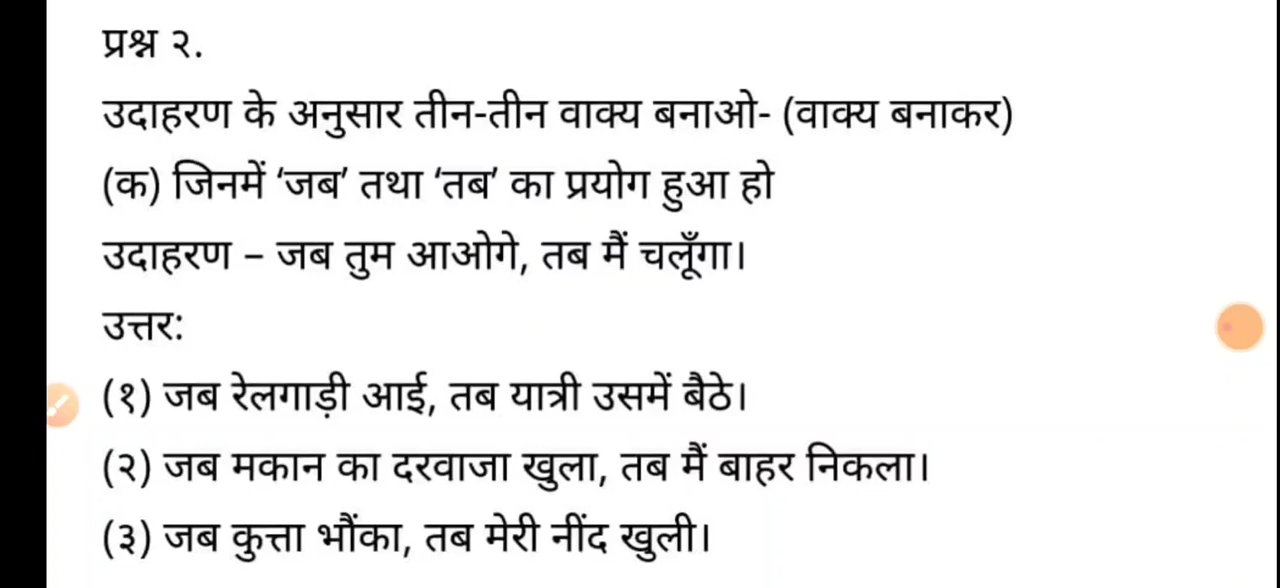 प्रश्न २.
उदाहरण के अनुसार तीन-तीन वाक्य बनाओ- (वाक्य बनाकर)
(क) जिनमें ‘जब’ तथा ‘तब’ का प्रयोग हुआ हो
उदाहरण – जब तुम आओगे, तब मैं चलूँगा।
उत्तर:
(१) जब रेलगाड़ी आई, तब यात्री उसमें बैठे।
(२) जब मकान का दरवाजा खुला, तब मैं बाहर निकला।
(३) जब कुत्ता भौंका, तब मेरी नींद खुली।